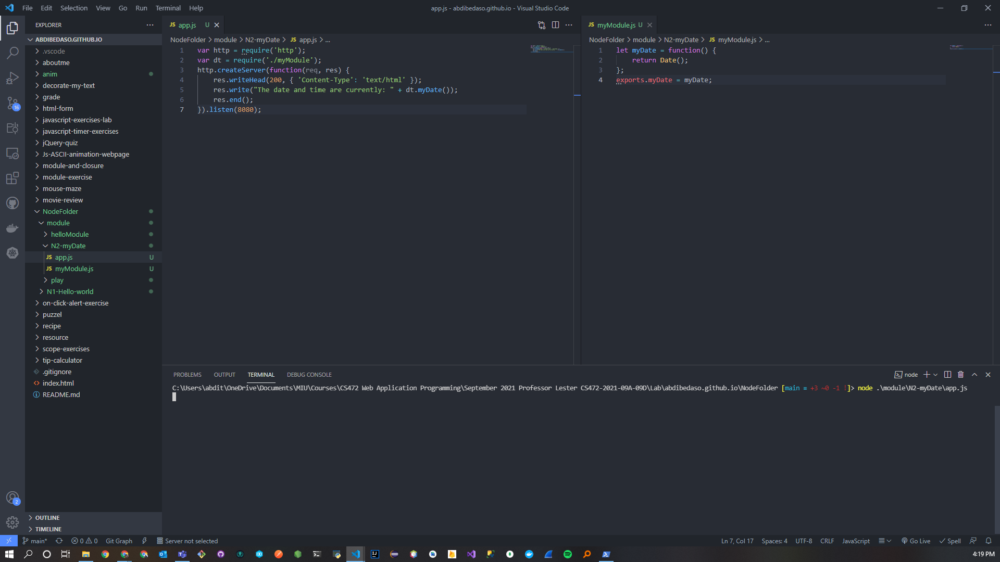 File Edit Selection View Go Run Terminal Help
app.js - abdibedaso.github.io - Visual Studio Code
EXPLORER
ABDIBEDASO.GITHUB.IO
.vscode
aboutme
anim
decorate-my-text
grade
html-form
javascript-exercises-lab
javascript-timer-exercises
jQuery-quiz
Js-ASCII-animation-webpage
module-and-closure
module-exercise
mouse-maze
movie-review
NodeFolder
module
helloModule
N2-myDate
JS app.js U
JS myModule.js U
play
N1-Hello-world
on-click-alert-exercise
puzzel
recipe
resource
scope-exercises
tip-calculator
.gitignore
index.html
README.md
OUTLINE
TIMELINE
16
2
JS app.js U
NodeFolder > module > N2-myDate > JS app.js > ...
1 var http = require('http');
2 var dt = require('./myModule');
3 http.createServer(function(req, res) {
4 res.writeHead(200, { 'Content-Type': 'text/html' });
5 res.write("The date and time are currently: " + dt.myDate());
6 res.end();
7 }).listen(8080);
JS myModule.js U
NodeFolder > module > N2-myDate > JS myModule.js > ...
1 let myDate = function() {
2 return Date();
3 };
4 exports.myDate = myDate;
PROBLEMS OUTPUT TERMINAL DEBUG CONSOLE
node
C:\Users\abdit\OneDrive\Documents\MIU\Courses\CS472 Web Application Programming\September 2021 Professor Lester CS472-2021-09A-09D\Lab\abdibedaso.github.io\NodeFolder [main ≡ +3 ~0 -1 !]> node .\module\N2-myDate\app.js
main* 0 0 Git Graph Server not selected
Ln 7, Col 17 Spaces: 4 UTF-8 CRLF JavaScript Go Live Spell
4:19 PM